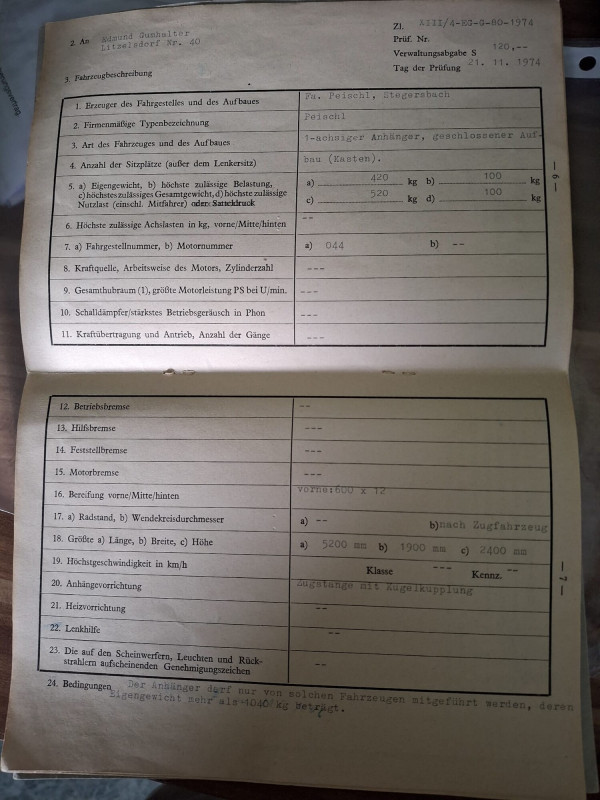 2. An Edmund Gumhalter
Litzelsdorf Nr. 40
Zl. XIII/4-KG-G-80-1974
Prüf. Nr.
Verwaltungsabgabe S 120,--
Tag der Prüfung 21. 11. 1974
3. Fahrzeugbeschreibung
1. Erzeuger des Fahrgestelles und des Aufbaues Fa. Peischl, Stegersbach
2. Firmenmäßige Typenbezeichnung Peischl
3. Art des Fahrzeuges und des Aufbaues 1-achsiger Anhänger, geschlossener Auf-
4. Anzahl der Sitzplätze (außer dem Lenkersitz) bau (Kasten).
5. a) Eigengewicht, b) höchste zulässige Belastung, a) 420 kg b) 100 kg
c) höchstes zulässiges Gesamtgewicht, d) höchste zulässige c) 520 kg d) 100 kg
Nutzlast (einschl. Mitfahrer) oder: Satteldruck
6. Höchste zulässige Achslasten in kg, vorne/Mitte/hinten --
7. a) Fahrgestellnummer, b) Motornummer a) 044 b) --
8. Kraftquelle, Arbeitsweise des Motors, Zylinderzahl ---
9. Gesamthubraum (1), größte Motorleistung PS bei U/min. ---
10. Schalldämpfer/stärkstes Betriebsgeräusch in Phon ---
11. Kraftübertragung und Antrieb, Anzahl der Gänge ---
— 6 —
12. Betriebsbremse --
13. Hilfsbremse ---
14. Feststellbremse ---
15. Motorbremse ---
16. Bereifung vorne/Mitte/hinten vorne:600 x 12
17. a) Radstand, b) Wendekreisdurchmesser a) -- b)nach Zugfahrzeug
18. Größte a) Länge, b) Breite, c) Höhe a) 5200 mm b) 1900 mm c) 2400 mm
19. Höchstgeschwindigkeit in km/h Klasse --- Kennz. --
20. Anhängevorrichtung Zugstange mit Kugelkupplung
21. Heizvorrichtung --
22. Lenkhilfe --
23. Die auf den Scheinwerfern, Leuchten und Rück- --
strahlern aufscheinenden Genehmigungszeichen
— 7 —
24. Bedingungen Der Anhänger darf nur von solchen Fahrzeugen mitgeführt werden, deren
Eigengewicht mehr als 1040 kg beträgt.